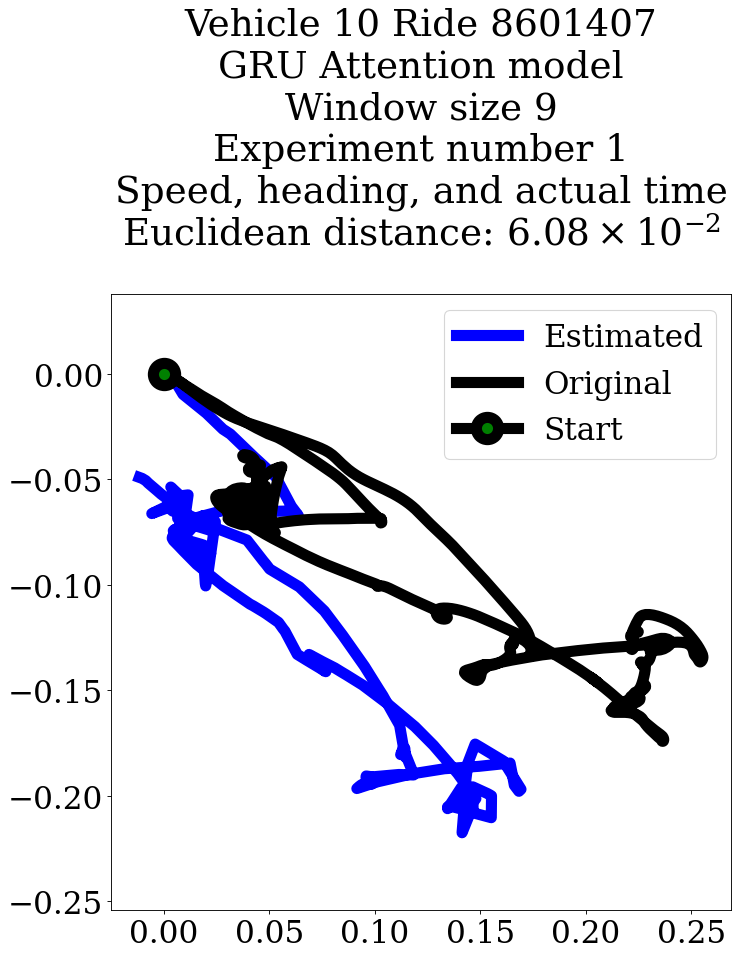 Vehicle 10 Ride 8601407
GRU Attention model
Window size 9
Experiment number 1
Speed, heading, and actual time
Euclidean distance: 6.08 × 10⁻²
Estimated
Original
Start
0.00
−0.05
−0.10
−0.15
−0.20
−0.25
0.00 0.05 0.10 0.15 0.20 0.25